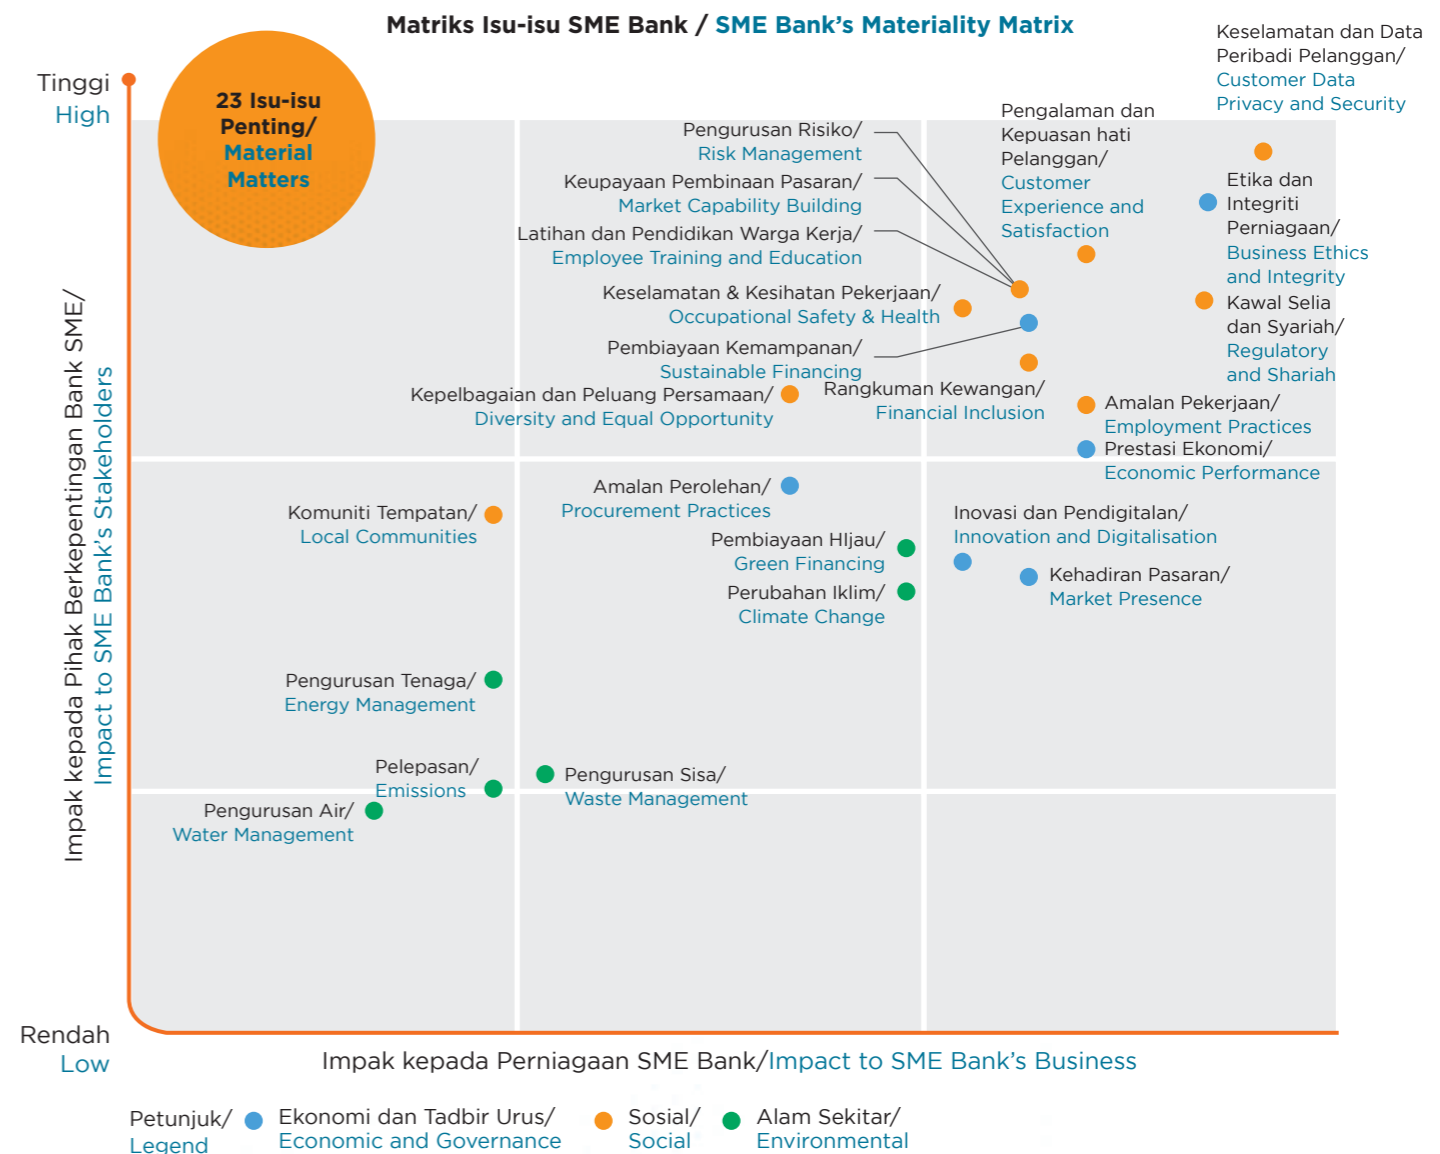 Matriks Isu-isu SME Bank / SME Bank's Materiality Matrix
Tinggi
High
23 Isu-isu
Penting/
Material
Matters
Keselamatan dan Data
Peribadi Pelanggan/
Customer Data
Privacy and Security
Pengalaman dan
Kepuasan hati
Pelanggan/
Customer
Experience and
Satisfaction
Pengurusan Risiko/
Risk Management
Keupayaan Pembinaan Pasaran/
Market Capability Building
Latihan dan Pendidikan Warga Kerja/
Employee Training and Education
Etika dan
Integriti
Perniagaan/
Business Ethics
and Integrity
Keselamatan & Kesihatan Pekerjaan/
Occupational Safety & Health
Kawal Selia
dan Syariah/
Regulatory
and Shariah
Pembiayaan Kemampanan/
Sustainable Financing
Kepelbagaian dan Peluang Persamaan/
Diversity and Equal Opportunity
Rangkuman Kewangan/
Financial Inclusion
Amalan Pekerjaan/
Employment Practices
Prestasi Ekonomi/
Economic Performance
Amalan Perolehan/
Procurement Practices
Komuniti Tempatan/
Local Communities
Inovasi dan Pendigitalan/
Innovation and Digitalisation
Pembiayaan HIjau/
Green Financing
Kehadiran Pasaran/
Market Presence
Perubahan Iklim/
Climate Change
Pengurusan Tenaga/
Energy Management
Pelepasan/
Emissions
Pengurusan Sisa/
Waste Management
Pengurusan Air/
Water Management
Impak kepada Pihak Berkepentingan Bank SME/
Impact to SME Bank's Stakeholders
Rendah
Low
Impak kepada Perniagaan SME Bank/Impact to SME Bank's Business
Petunjuk/
Legend
Ekonomi dan Tadbir Urus/
Economic and Governance
Sosial/
Social
Alam Sekitar/
Environmental